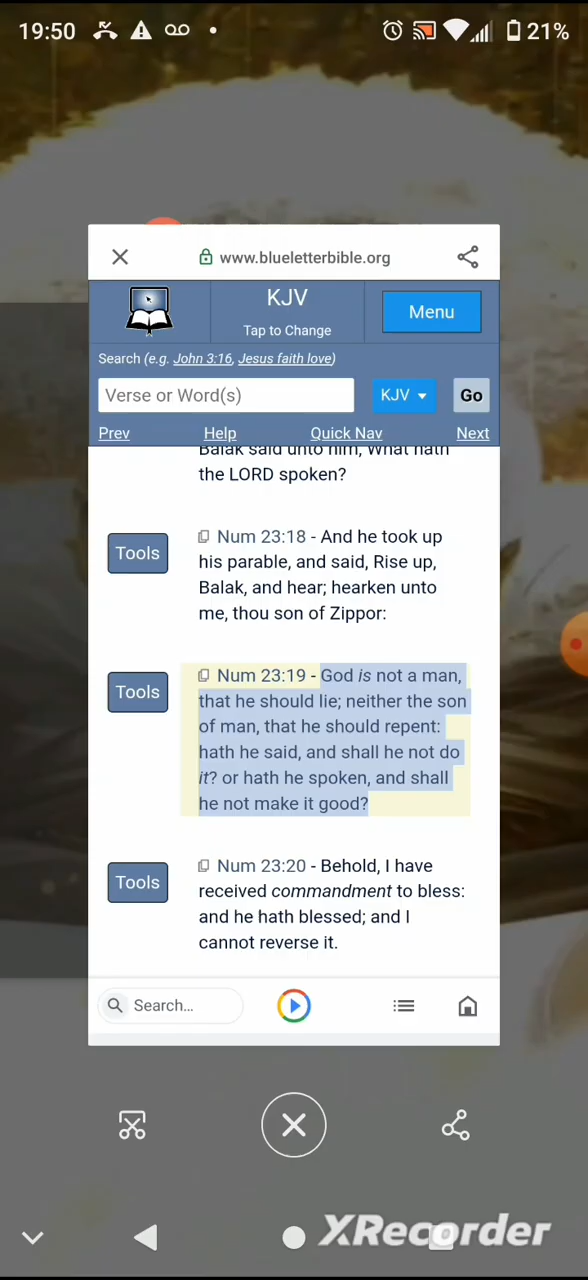 19:50
21%
www.blueletterbible.org
KJV
Tap to Change
Menu
Search (e.g. John 3:16, Jesus faith love)
Verse or Word(s)
KJV
Go
Prev
Help
Quick Nav
Next
Balak said unto him, What hath
the LORD spoken?
Tools
Num 23:18 - And he took up
his parable, and said, Rise up,
Balak, and hear; hearken unto
me, thou son of Zippor:
Tools
Num 23:19 - God is not a man,
that he should lie; neither the son
of man, that he should repent:
hath he said, and shall he not do
it? or hath he spoken, and shall
he not make it good?
Tools
Num 23:20 - Behold, I have
received commandment to bless:
and he hath blessed; and I
cannot reverse it.
Search...
XRecorder